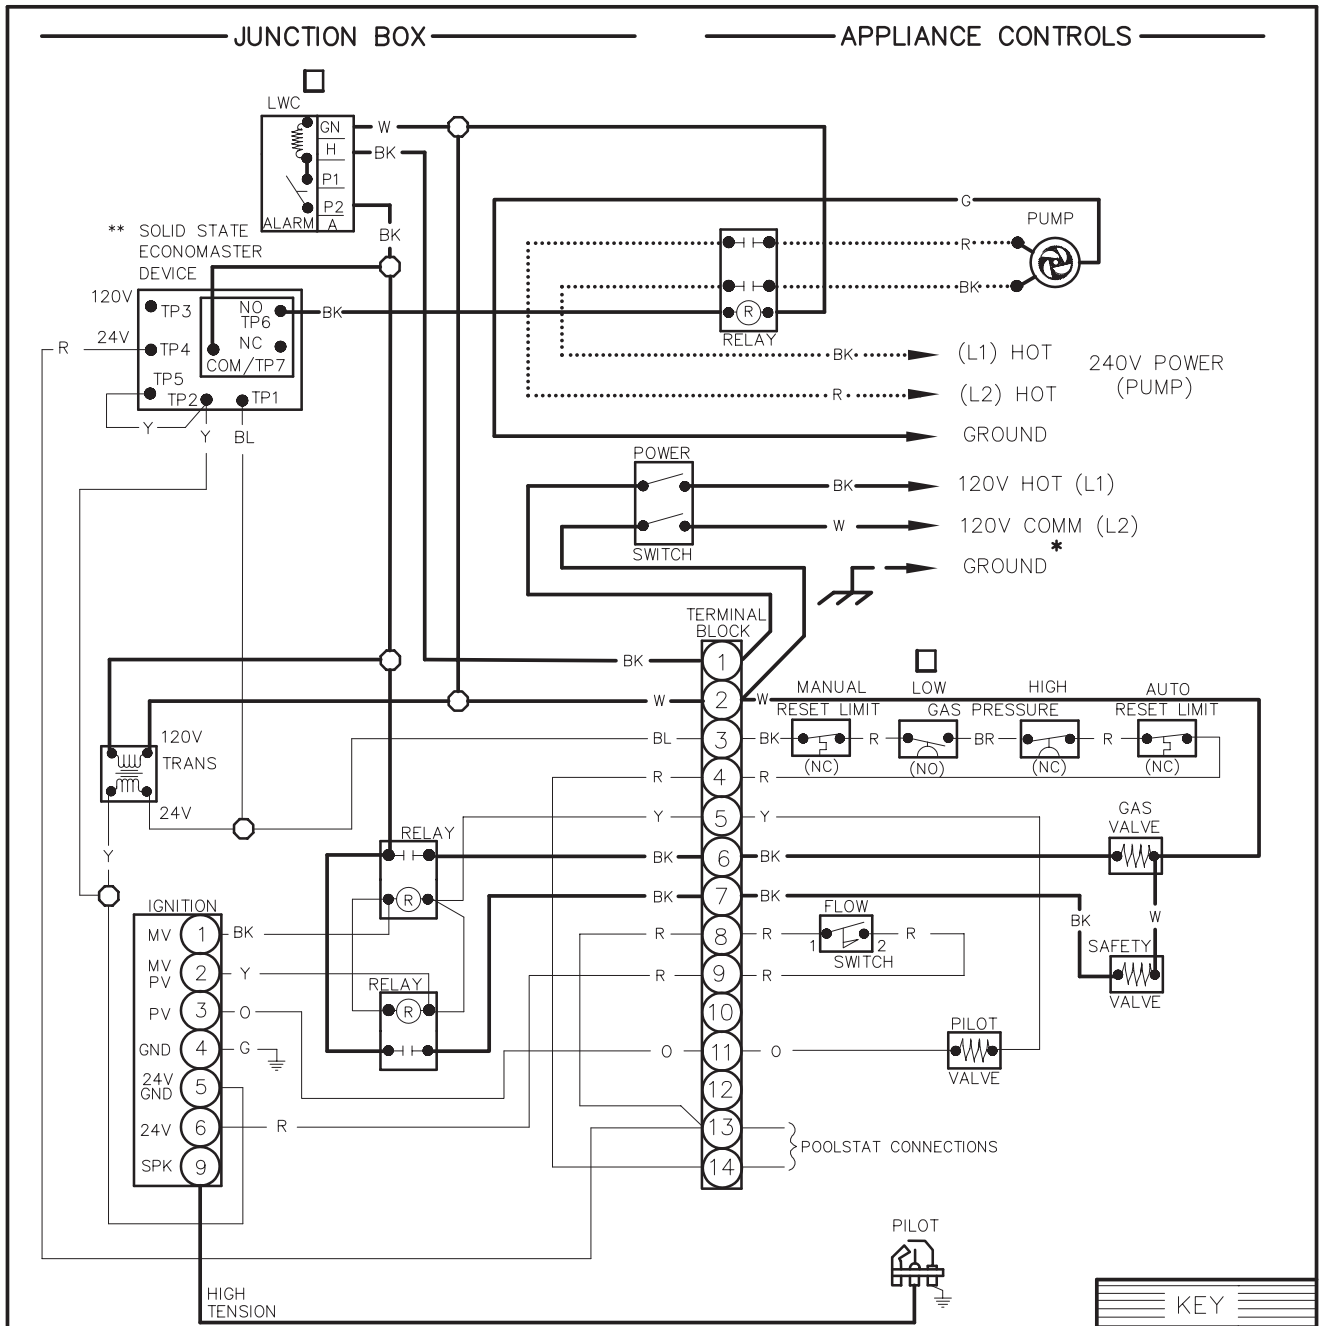 JUNCTION BOX
APPLIANCE CONTROLS
LWC
GN
W
H
BK
P1
P2
ALARM
A
BK
G
PUMP
** SOLID STATE
ECONOMASTER
DEVICE
R
120V
TP3
NO
TP6
BK
BK
R
RELAY
24V
R
TP4
NC
COM/TP7
TP5
TP2
TP1
Y
Y
BL
BK
(L1) HOT
R
(L2) HOT
240V POWER
(PUMP)
GROUND
POWER
SWITCH
BK
120V HOT (L1)
W
120V COMM (L2)
*
GROUND
TERMINAL
BLOCK
BK
1
W
2
W
MANUAL
RESET LIMIT
LOW
HIGH
GAS PRESSURE
AUTO
RESET LIMIT
BL
3
BK
R
BR
R
(NC)
(NO)
(NC)
(NC)
120V
TRANS
24V
R
4
R
Y
5
Y
GAS
VALVE
RELAY
BK
6
BK
R
BK
7
BK
BK
W
Y
IGNITION
MV
1
BK
R
8
R
FLOW
1
2
SWITCH
R
SAFETY
VALVE
MV
PV
2
Y
R
9
R
RELAY
R
PV
3
O
10
GND
4
G
O
11
O
PILOT
VALVE
24V
GND
5
12
24V
6
R
13
POOLSTAT CONNECTIONS
SPK
9
14
PILOT
HIGH
TENSION
KEY